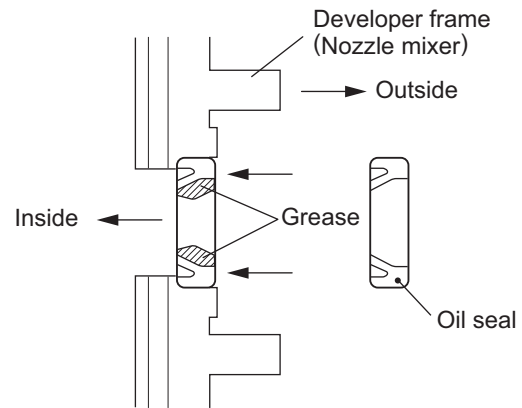 Developer frame
(Nozzle mixer)
Outside
Inside
Grease
Oil seal